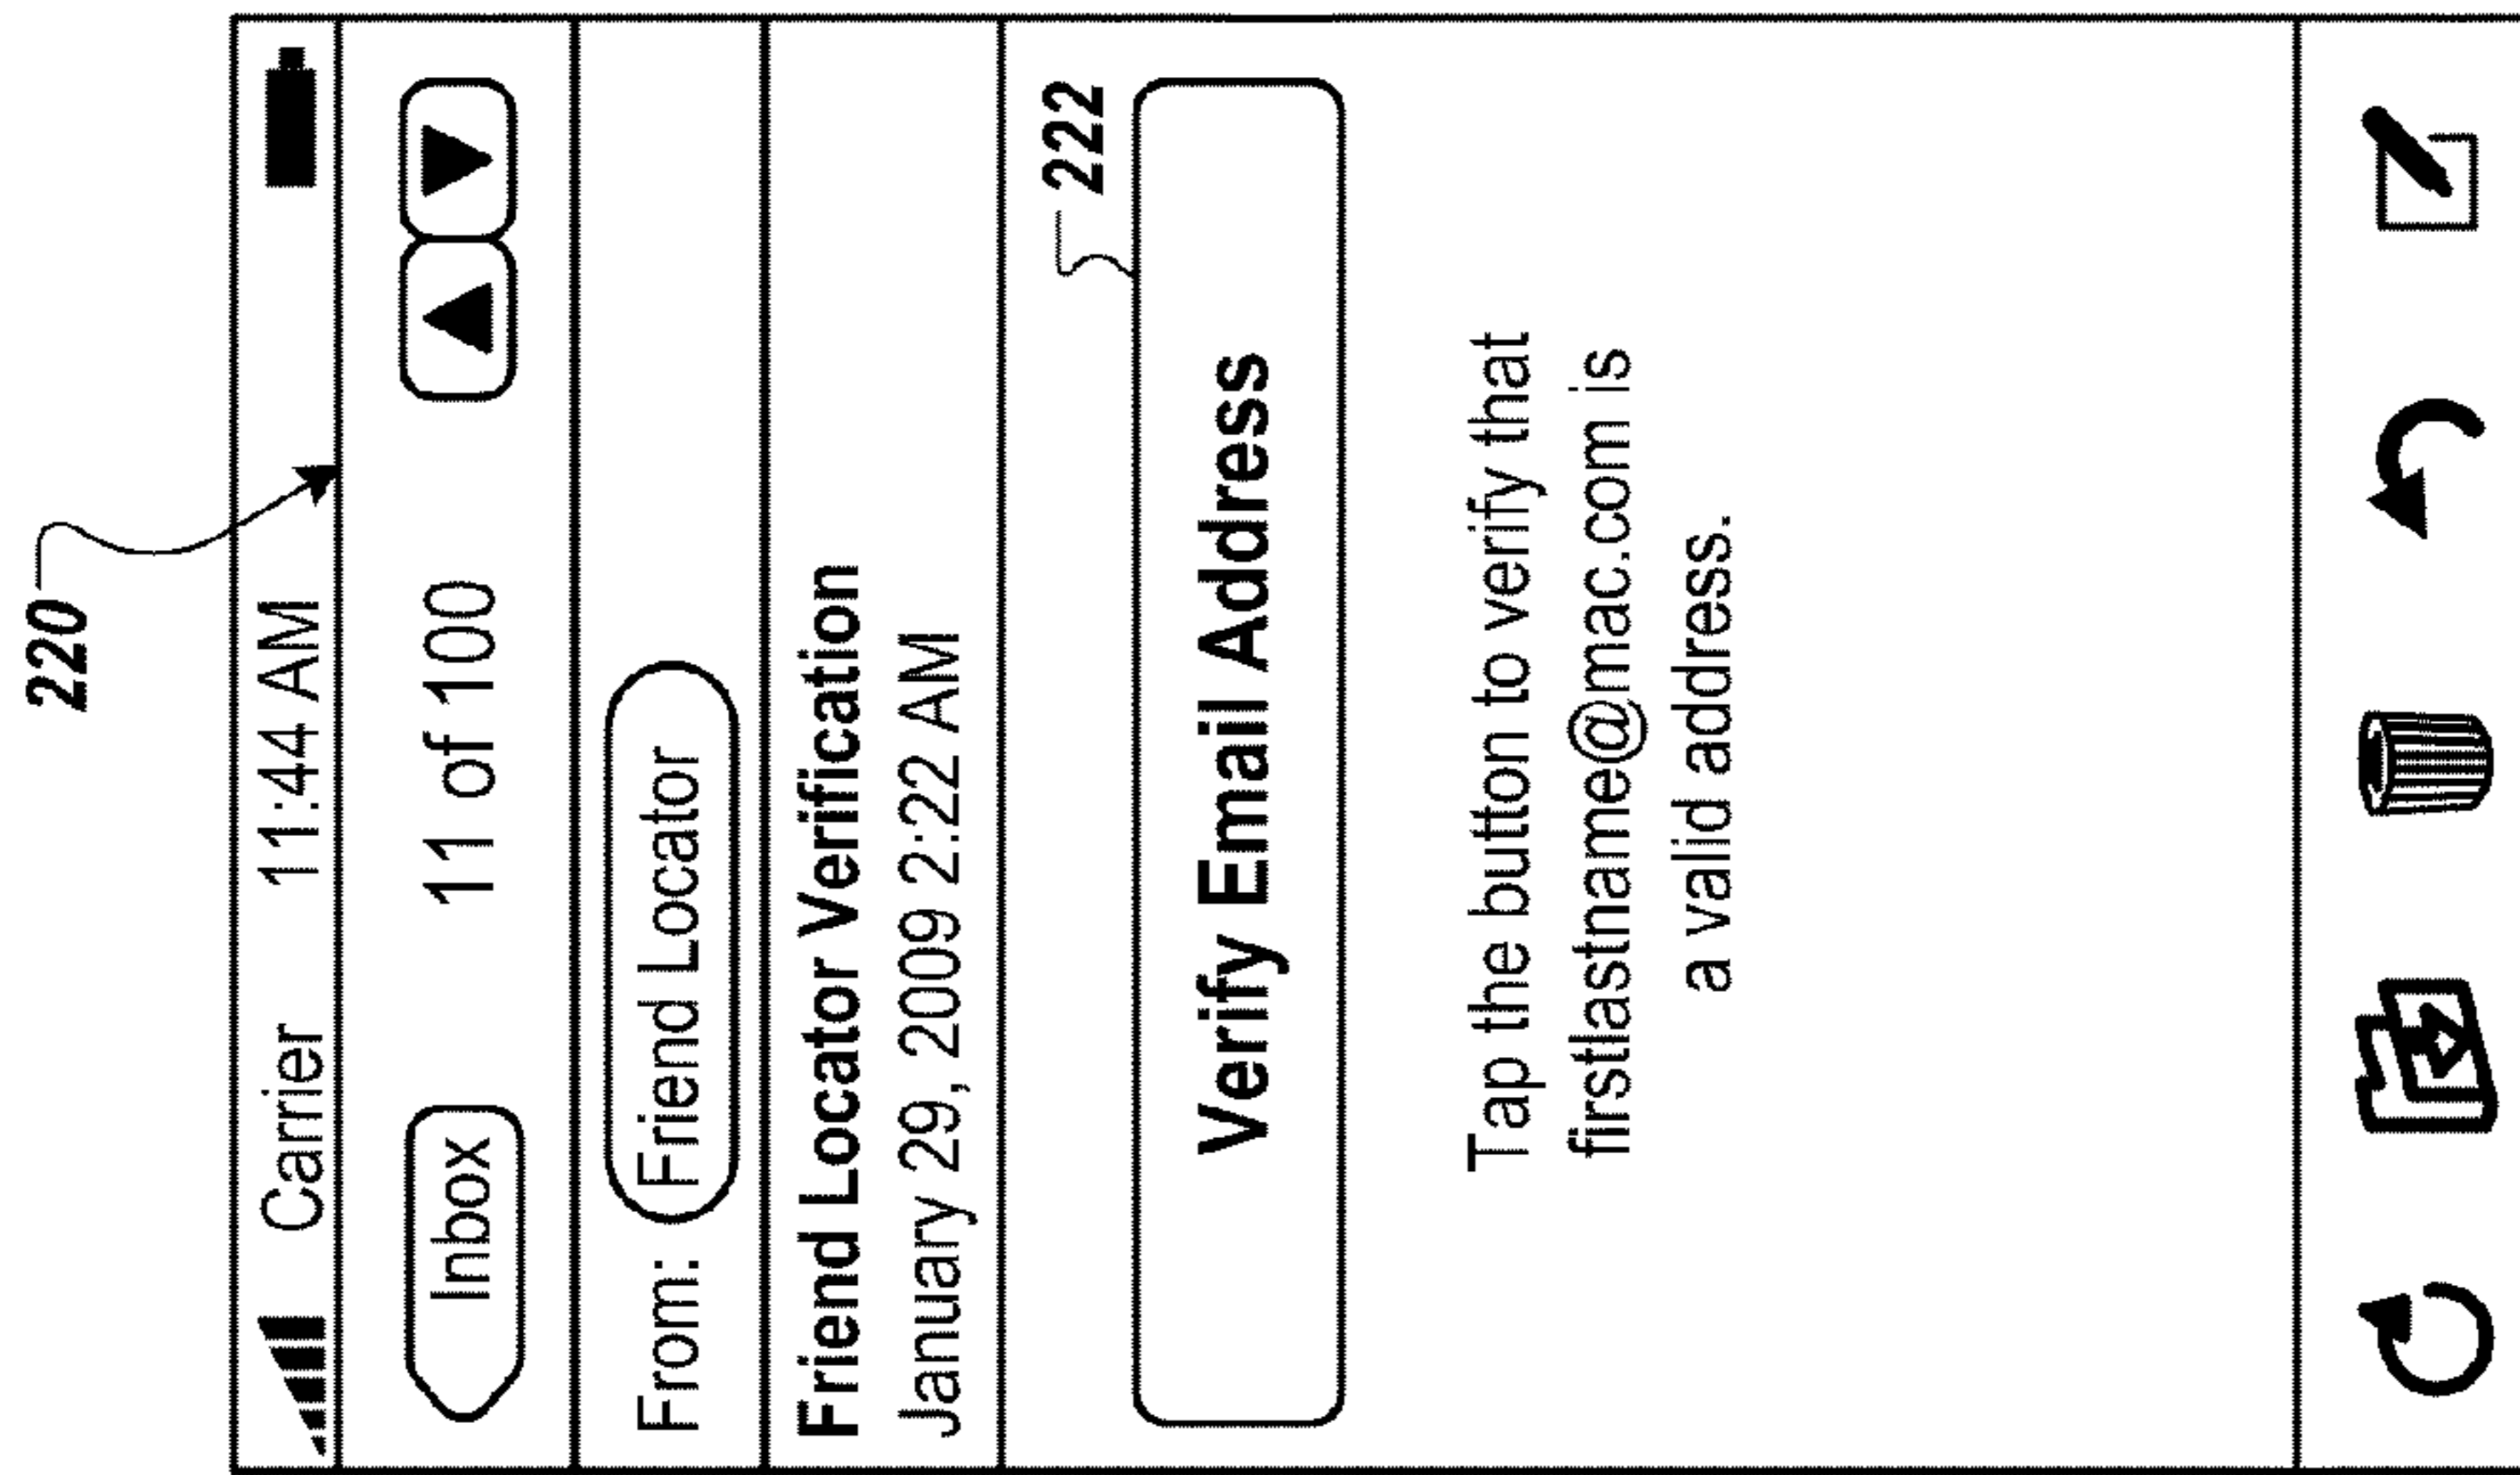 220
Carrier 11:44 AM
Inbox 11 of 100
From: Friend Locator
Friend Locator Verification
January 29, 2009 2:22 AM
222
Verify Email Address
Tap the button to verify that
firstlastname@mac.com is
a valid address.